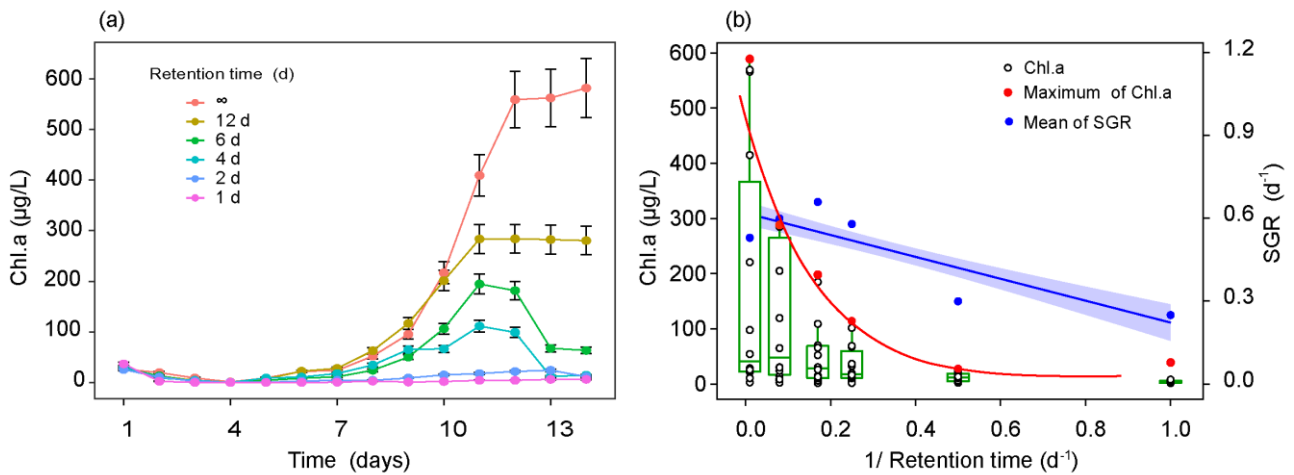 (a)
Chl.a (µg/L)
600
500
400
300
200
100
0
Retention time (d)
∞
12 d
6 d
4 d
2 d
1 d
1
4
7
10
13
Time (days)
(b)
Chl.a (µg/L)
600
500
400
300
200
100
0
Chl.a
Maximum of Chl.a
Mean of SGR
1.2
0.9
0.6
0.3
0.0
SGR (d⁻¹)
0.0
0.2
0.4
0.6
0.8
1.0
1/ Retention time (d⁻¹)